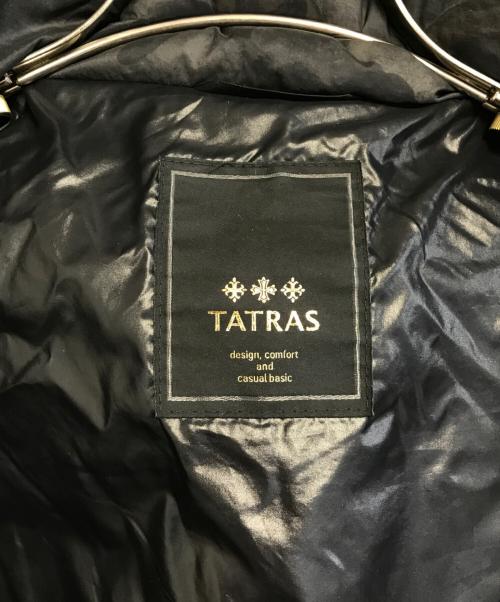 TATRAS
design, comfort
and
casual basic